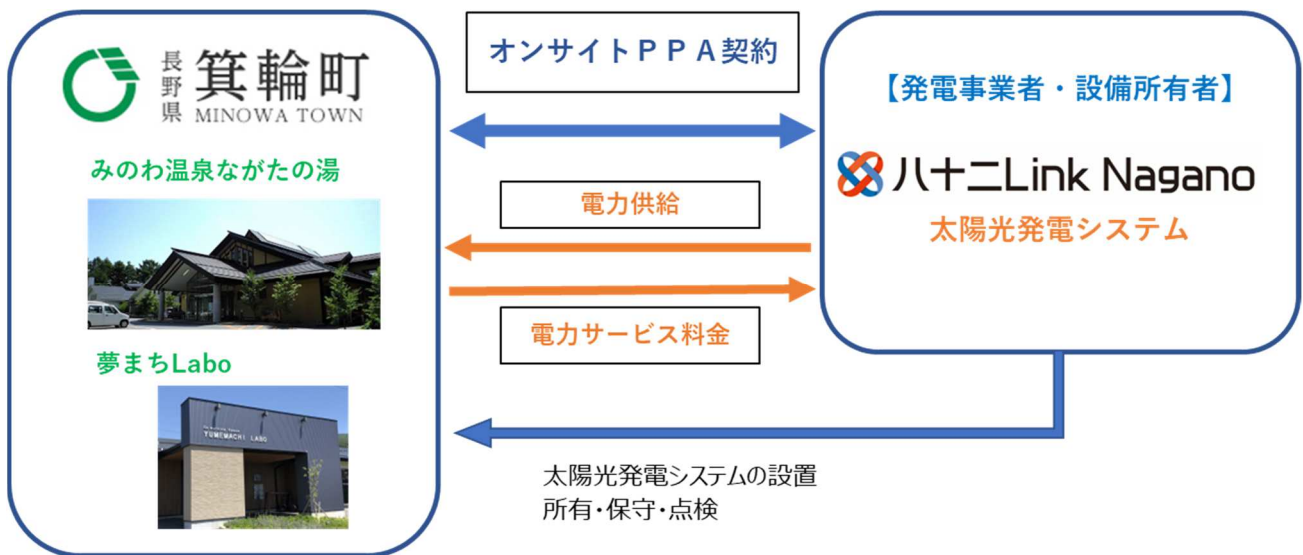 長野県
箕輪町
MINOWA TOWN
みのわ温泉ながたの湯
夢まちLabo
YUMEMACHI LABO
オンサイトPPA契約
電力供給
電力サービス料金
【発電事業者・設備所有者】
八十二Link Nagano
太陽光発電システム
太陽光発電システムの設置
所有・保守・点検